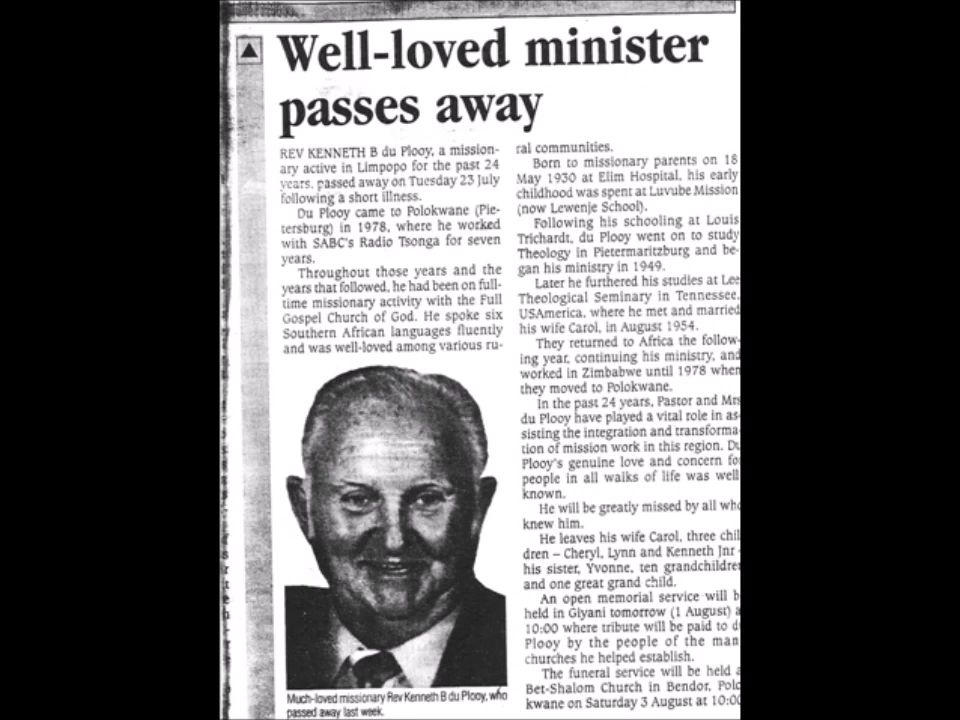 Well-loved minister
passes away
REV KENNETH B du Plooy, a mission-
ary active in Limpopo for the past 24
years, passed away on Tuesday 23 July
following a short illness.
Du Plooy came to Polokwane (Pie-
tersburg) in 1978, where he worked
with SABC's Radio Tsonga for seven
years.
Throughout those years and the
years that followed, he had been on full-
time missionary activity with the Full
Gospel Church of God. He spoke six
Southern African languages fluently
and was well-loved among various ru-
ral communities.
Born to missionary parents on 18
May 1930 at Elim Hospital, his early
childhood was spent at Luvube Mission
(now Lewenje School).
Following his schooling at Louis
Trichardt, du Plooy went on to study
Theology in Pietermaritzburg and be-
gan his ministry in 1949.
Later he furthered his studies at Lee
Theological Seminary in Tennessee,
USAmerica, where he met and married
his wife Carol, in August 1954.
They returned to Africa the follow-
ing year, continuing his ministry, and
worked in Zimbabwe until 1978 when
they moved to Polokwane.
In the past 24 years, Pastor and Mrs
du Plooy have played a vital role in as-
sisting the integration and transforma-
tion of mission work in this region. Du
Plooy's genuine love and concern for
people in all walks of life was well
known.
He will be greatly missed by all who
knew him.
He leaves his wife Carol, three chil
dren – Cheryl, Lynn and Kenneth Jnr -
his sister, Yvonne, ten grandchildren
and one great grand child.
An open memorial service will b
held in Giyani tomorrow (1 August) a
10:00 where tribute will be paid to d
Plooy by the people of the man
churches he helped establish.
The funeral service will be held a
Bet-Shalom Church in Bendor, Polo
kwane on Saturday 3 August at 10:00
Much-loved missionary Rev Kenneth B du Plooy, who
passed away last week.